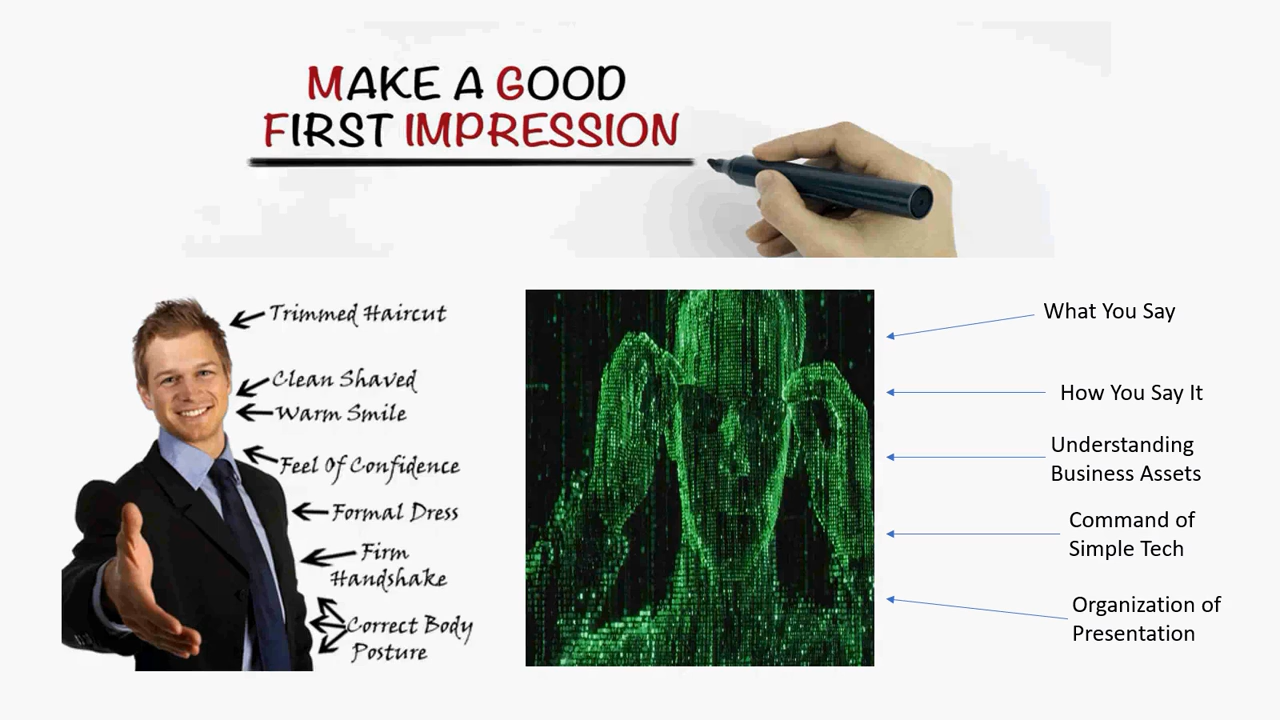 MAKE A GOOD
FIRST IMPRESSION
Trimmed Haircut
Clean Shaved
Warm Smile
Feel Of Confidence
Formal Dress
Firm
Handshake
Correct Body
Posture
What You Say
How You Say It
Understanding
Business Assets
Command of
Simple Tech
Organization of
Presentation